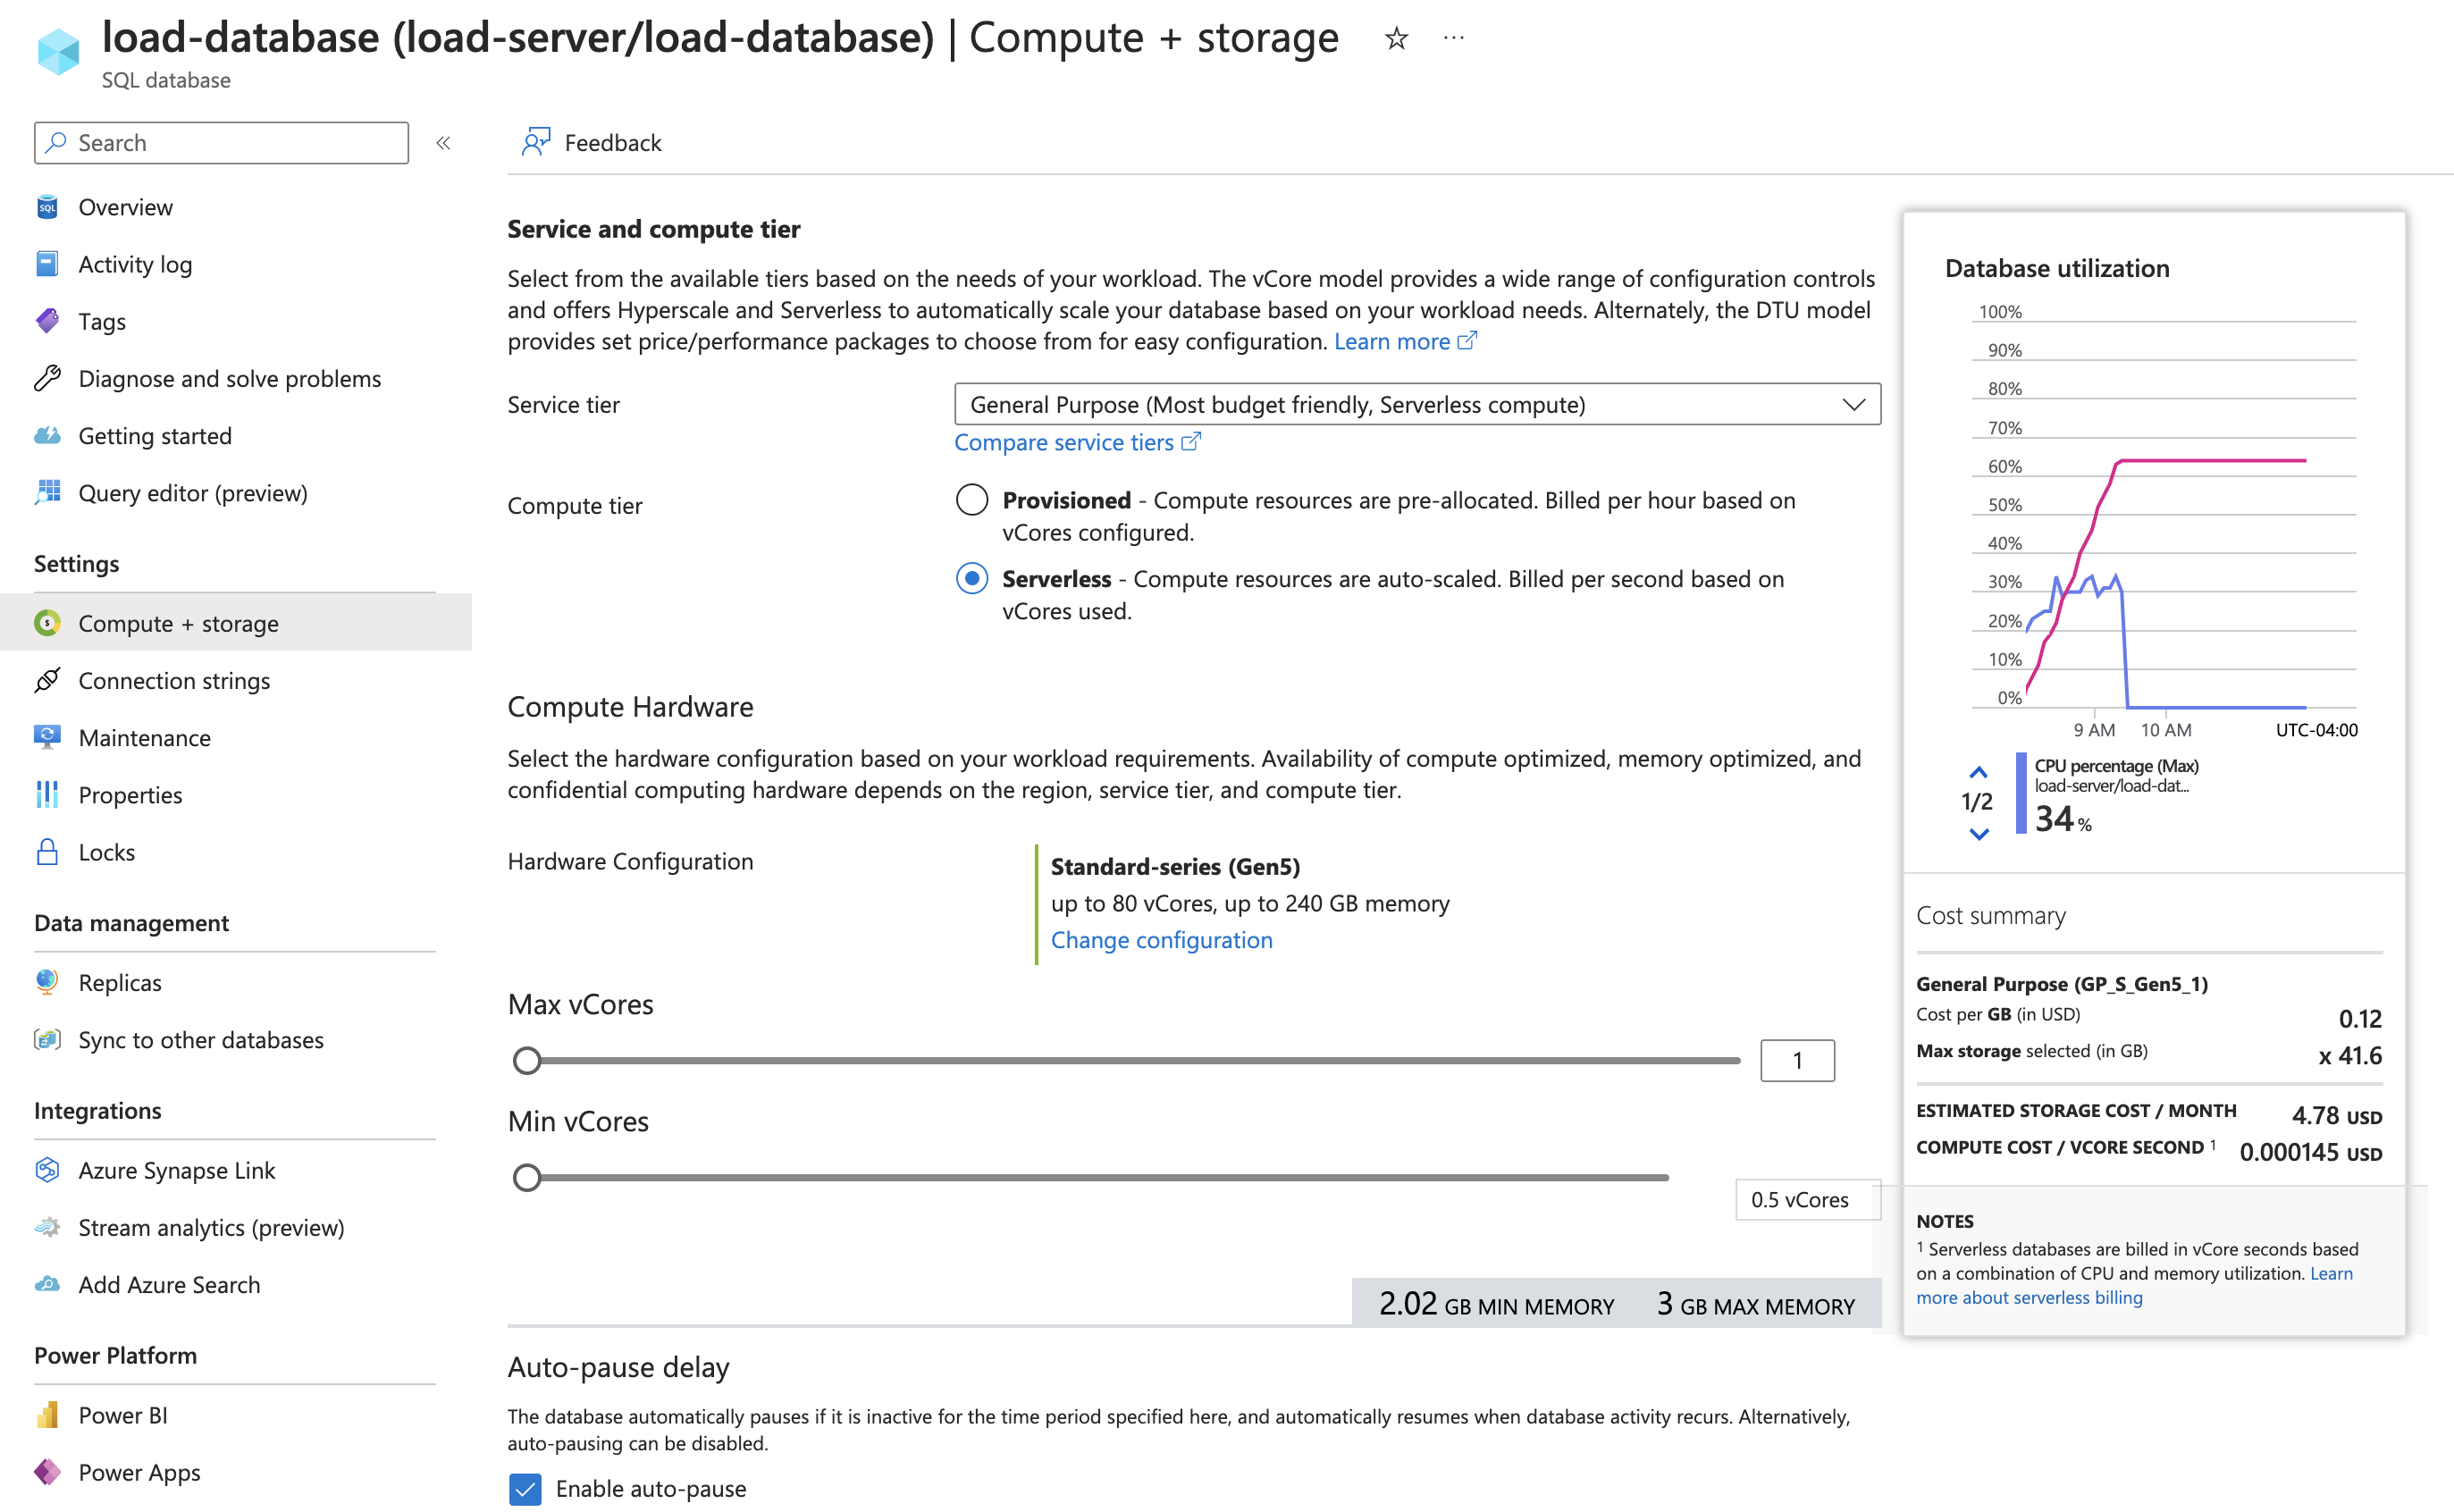 load-database (load-server/load-database) | Compute + storage
SQL database
Search
Overview
Activity log
Tags
Diagnose and solve problems
Getting started
Query editor (preview)
Settings
Compute + storage
Connection strings
Maintenance
Properties
Locks
Data management
Replicas
Sync to other databases
Integrations
Azure Synapse Link
Stream analytics (preview)
Add Azure Search
Power Platform
Power BI
Power Apps
Feedback
Service and compute tier
Select from the available tiers based on the needs of your workload. The vCore model provides a wide range of configuration controls
and offers Hyperscale and Serverless to automatically scale your database based on your workload needs. Alternately, the DTU model
provides set price/performance packages to choose from for easy configuration. Learn more
Service tier
General Purpose (Most budget friendly, Serverless compute)
Compare service tiers
Compute tier
Provisioned - Compute resources are pre-allocated. Billed per hour based on
vCores configured.
Serverless - Compute resources are auto-scaled. Billed per second based on
vCores used.
Compute Hardware
Select the hardware configuration based on your workload requirements. Availability of compute optimized, memory optimized, and
confidential computing hardware depends on the region, service tier, and compute tier.
Hardware Configuration
Standard-series (Gen5)
up to 80 vCores, up to 240 GB memory
Change configuration
Max vCores
1
Min vCores
0.5 vCores
2.02 GB MIN MEMORY 3 GB MAX MEMORY
Auto-pause delay
The database automatically pauses if it is inactive for the time period specified here, and automatically resumes when database activity recurs. Alternatively,
auto-pausing can be disabled.
Enable auto-pause
Database utilization
100%
90%
80%
70%
60%
50%
40%
30%
20%
10%
0%
9 AM 10 AM UTC-04:00
1/2
CPU percentage (Max)
load-server/load-dat...
34 %
Cost summary
General Purpose (GP_S_Gen5_1)
Cost per GB (in USD) 0.12
Max storage selected (in GB) x 41.6
ESTIMATED STORAGE COST / MONTH 4.78 USD
COMPUTE COST / VCORE SECOND 1 0.000145 USD
NOTES
1 Serverless databases are billed in vCore seconds based
on a combination of CPU and memory utilization. Learn
more about serverless billing